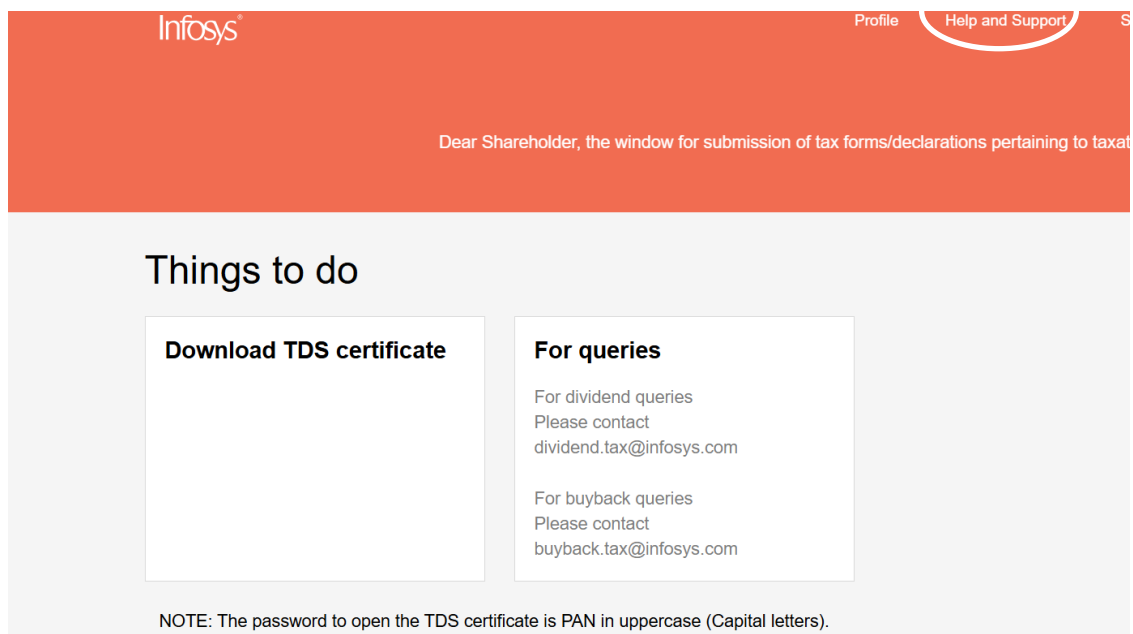 Infosys®
Profile Help and Support S
Dear Shareholder, the window for submission of tax forms/declarations pertaining to taxat
Things to do
Download TDS certificate
For queries
For dividend queries
Please contact
dividend.tax@infosys.com
For buyback queries
Please contact
buyback.tax@infosys.com
NOTE: The password to open the TDS certificate is PAN in uppercase (Capital letters).